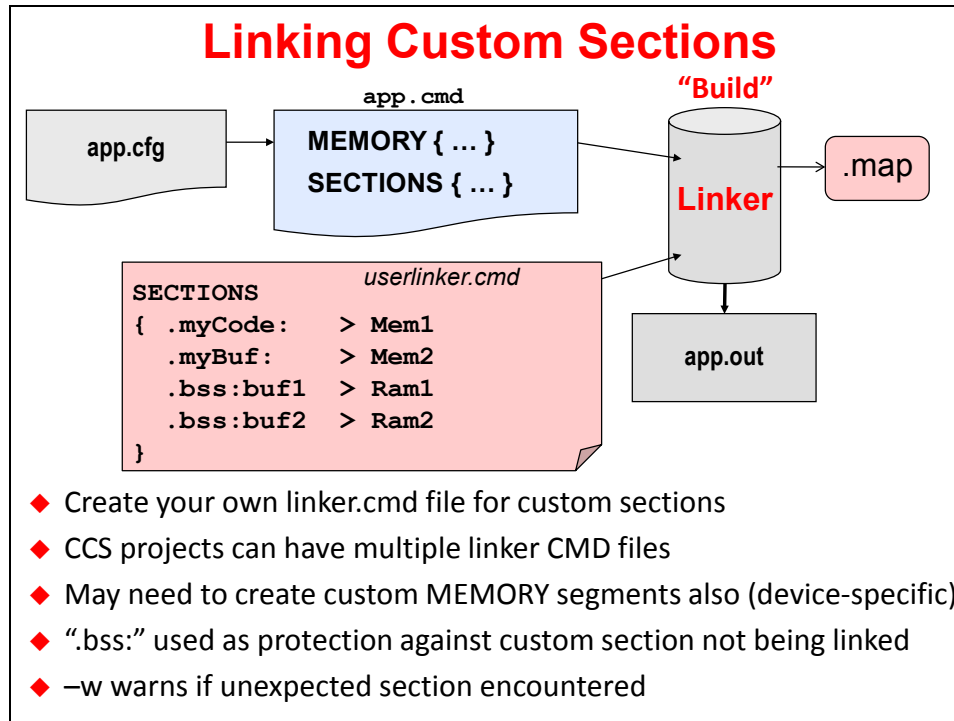 Linking Custom Sections
“Build”
app.cmd
app.cfg
MEMORY { … }
SECTIONS { … }
Linker
.map
userlinker.cmd
SECTIONS
{ .myCode: > Mem1
.myBuf: > Mem2
.bss:buf1 > Ram1
.bss:buf2 > Ram2
}
app.out
◆ Create your own linker.cmd file for custom sections
◆ CCS projects can have multiple linker CMD files
◆ May need to create custom MEMORY segments also (device-specific)
◆ “.bss:” used as protection against custom section not being linked
◆ –w warns if unexpected section encountered